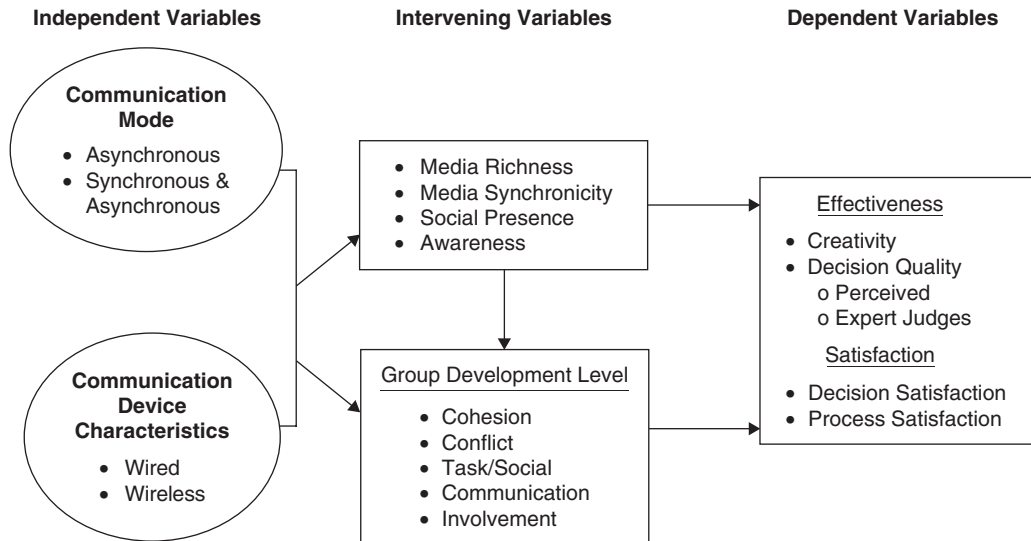 Independent Variables
Intervening Variables
Dependent Variables
Communication
Mode
• Asynchronous
• Synchronous &
Asynchronous
Communication
Device
Characteristics
• Wired
• Wireless
• Media Richness
• Media Synchronicity
• Social Presence
• Awareness
Group Development Level
• Cohesion
• Conflict
• Task/Social
• Communication
• Involvement
Effectiveness
• Creativity
• Decision Quality
o Perceived
o Expert Judges
Satisfaction
• Decision Satisfaction
• Process Satisfaction